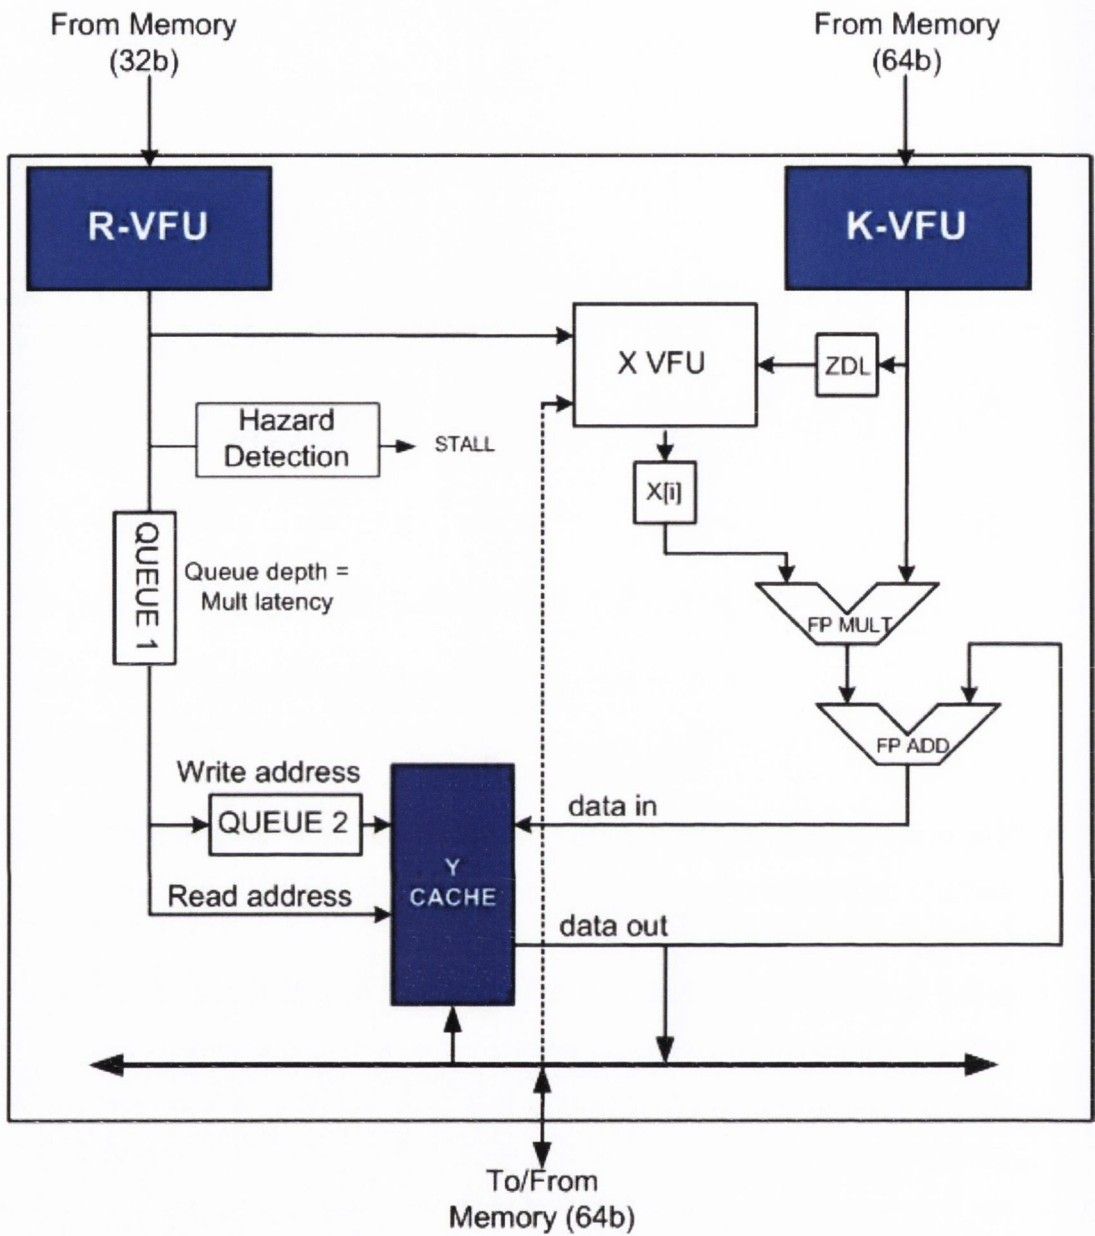 From Memory
(32b)
From Memory
(64b)
R-VFU
K-VFU
X VFU
ZDL
Hazard
Detection
STALL
X[i]
QUEUE 1
Queue depth =
Mult latency
FP MULT
FP ADD
Write address
QUEUE 2
data in
Y
CACHE
Read address
data out
To/From
Memory (64b)